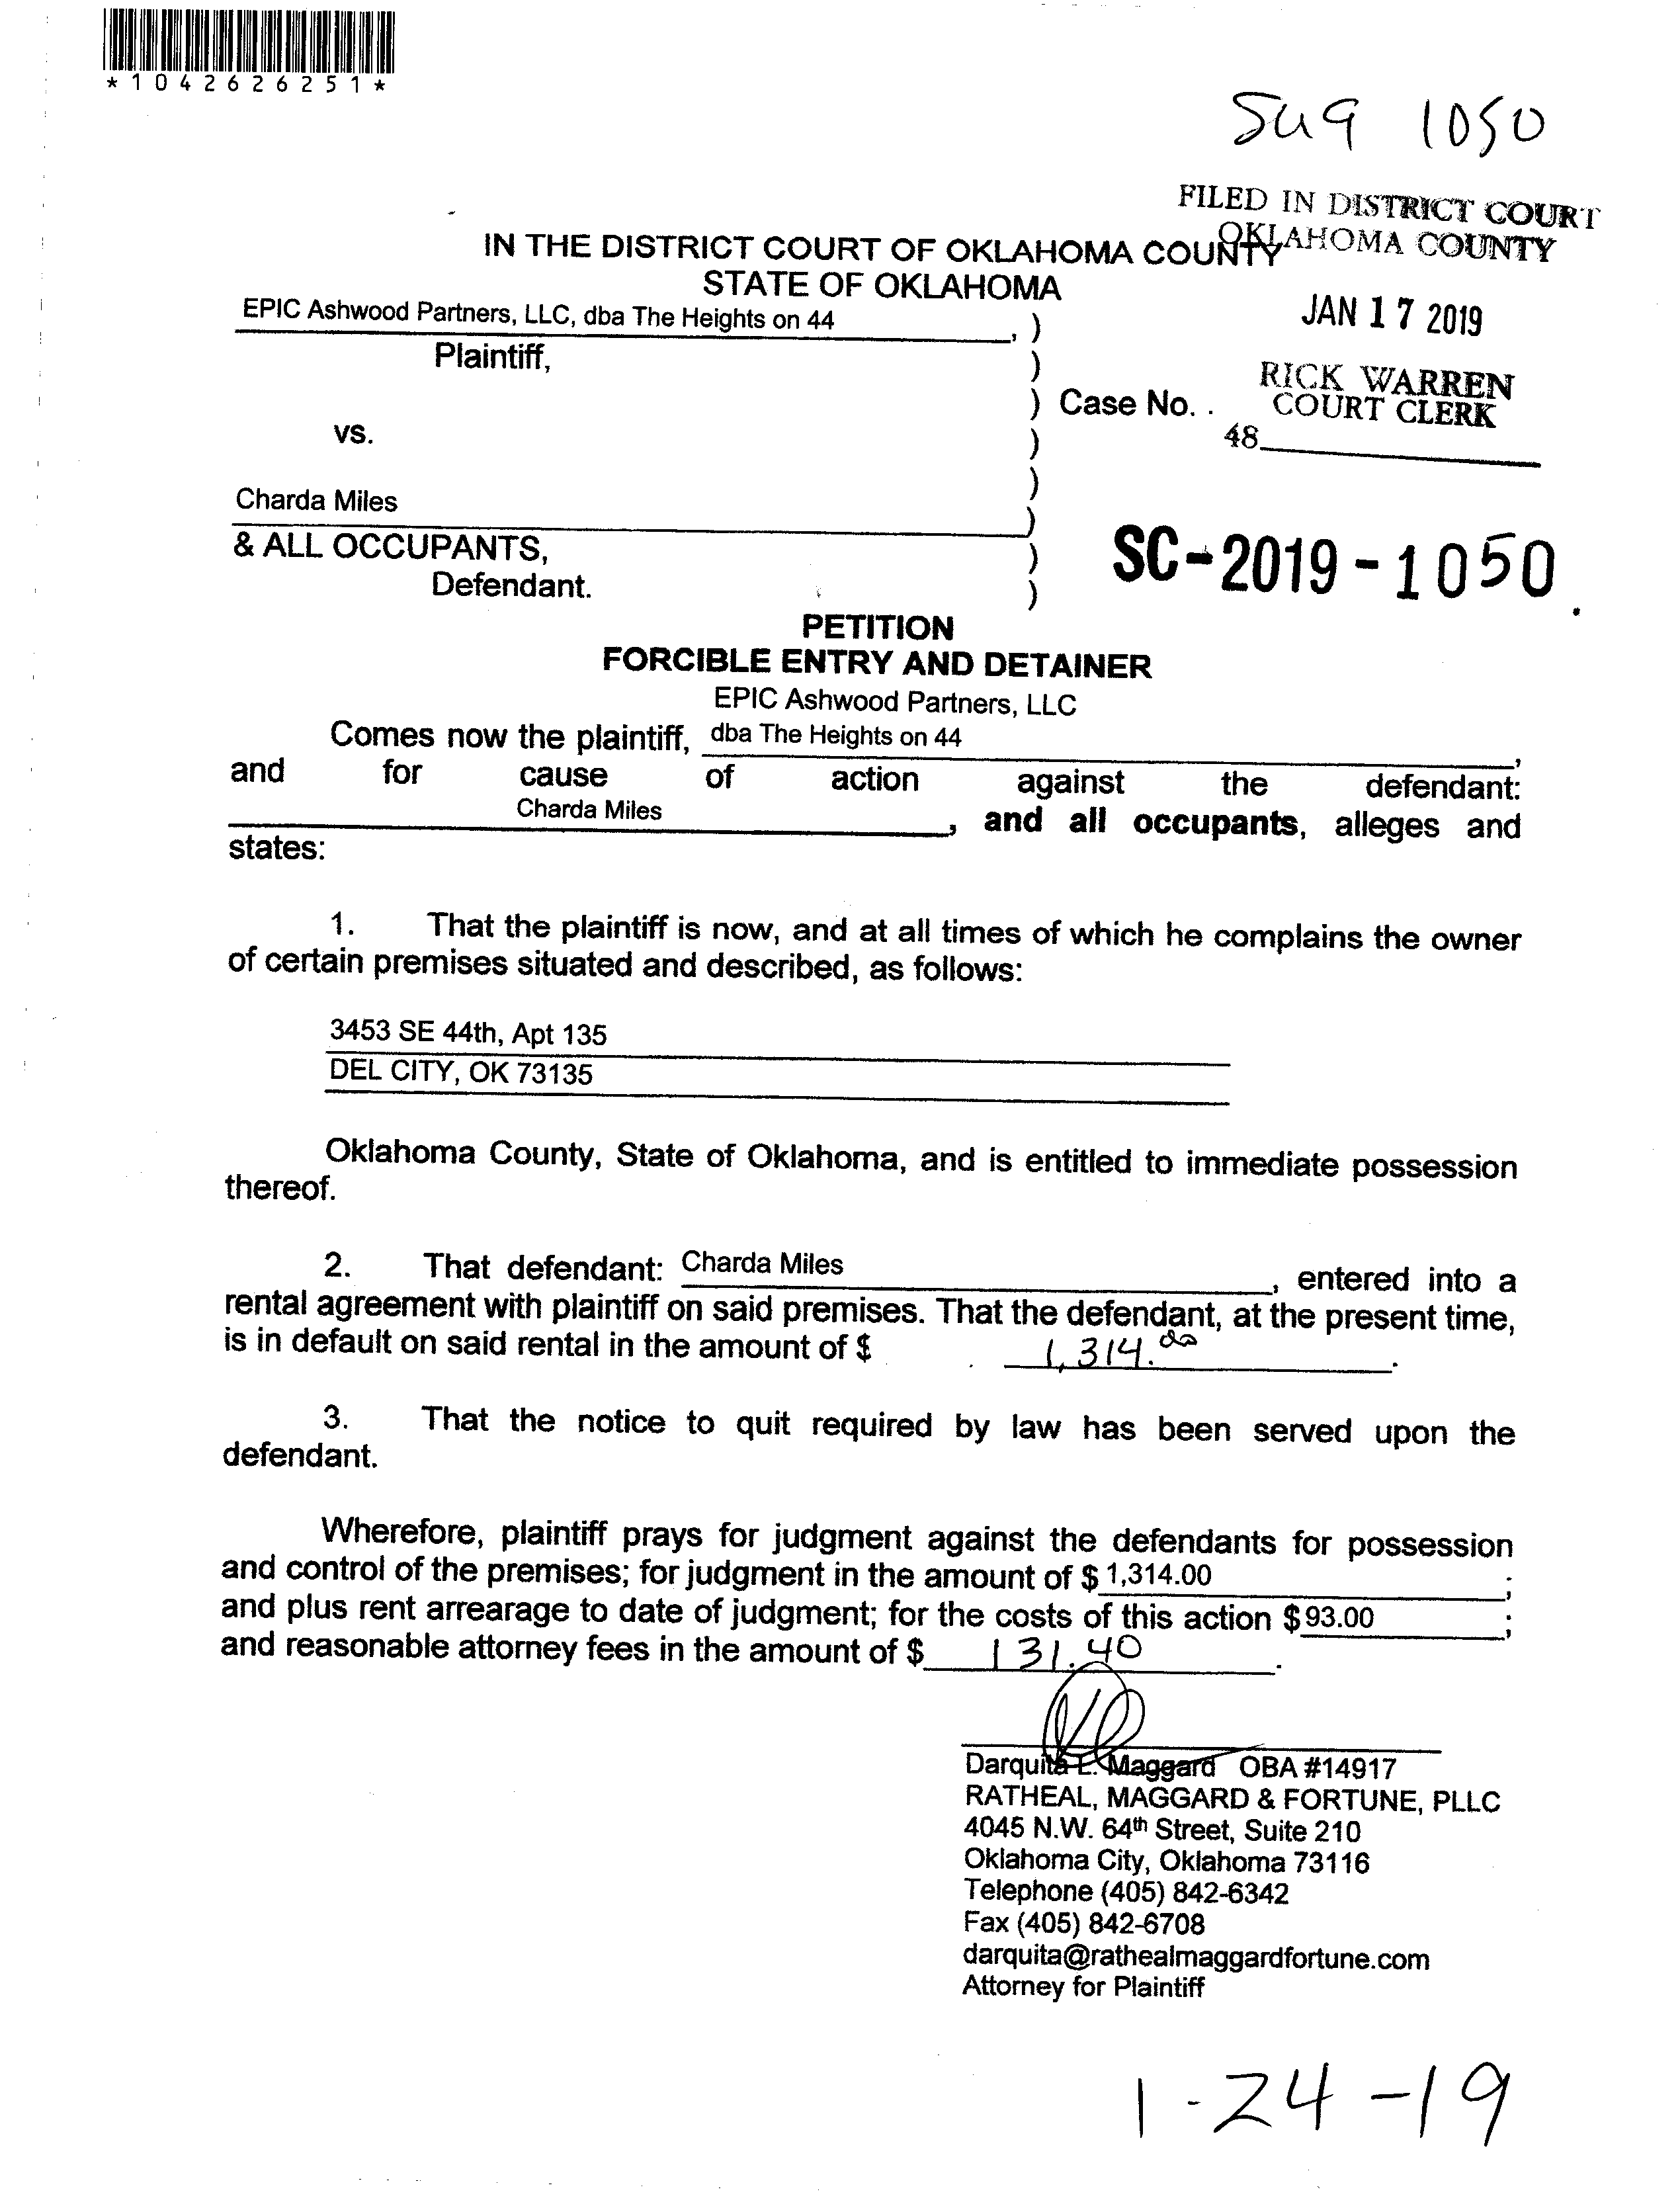 *1042626251*
SC19 1050
FILED IN DISTRICT COURT
OKLAHOMA COUNTY
IN THE DISTRICT COURT OF OKLAHOMA COUNTY
STATE OF OKLAHOMA
JAN 17 2019
EPIC Ashwood Partners, LLC, dba The Heights on 44, )
Plaintiff, )
RICK WARREN
COURT CLERK
) Case No. .
48
vs. )
)
Charda Miles )
& ALL OCCUPANTS, )
SC-2019-1050.
Defendant. )
PETITION
FORCIBLE ENTRY AND DETAINER
EPIC Ashwood Partners, LLC
Comes now the plaintiff, dba The Heights on 44,
and for cause of action against the defendant:
Charda Miles, and all occupants, alleges and
states:
1. That the plaintiff is now, and at all times of which he complains the owner
of certain premises situated and described, as follows:
3453 SE 44th, Apt 135
DEL CITY, OK 73135
Oklahoma County, State of Oklahoma, and is entitled to immediate possession
thereof.
2. That defendant: Charda Miles, entered into a
rental agreement with plaintiff on said premises. That the defendant, at the present time,
is in default on said rental in the amount of $ 1,314.00.
3. That the notice to quit required by law has been served upon the
defendant.
Wherefore, plaintiff prays for judgment against the defendants for possession
and control of the premises; for judgment in the amount of $ 1,314.00;
and plus rent arrearage to date of judgment; for the costs of this action $93.00;
and reasonable attorney fees in the amount of $ 131.40.
Darquita L. Maggard OBA #14917
RATHEAL, MAGGARD & FORTUNE, PLLC
4045 N.W. 64th Street, Suite 210
Oklahoma City, Oklahoma 73116
Telephone (405) 842-6342
Fax (405) 842-6708
darquita@rathealmaggardfortune.com
Attorney for Plaintiff
1-24-19